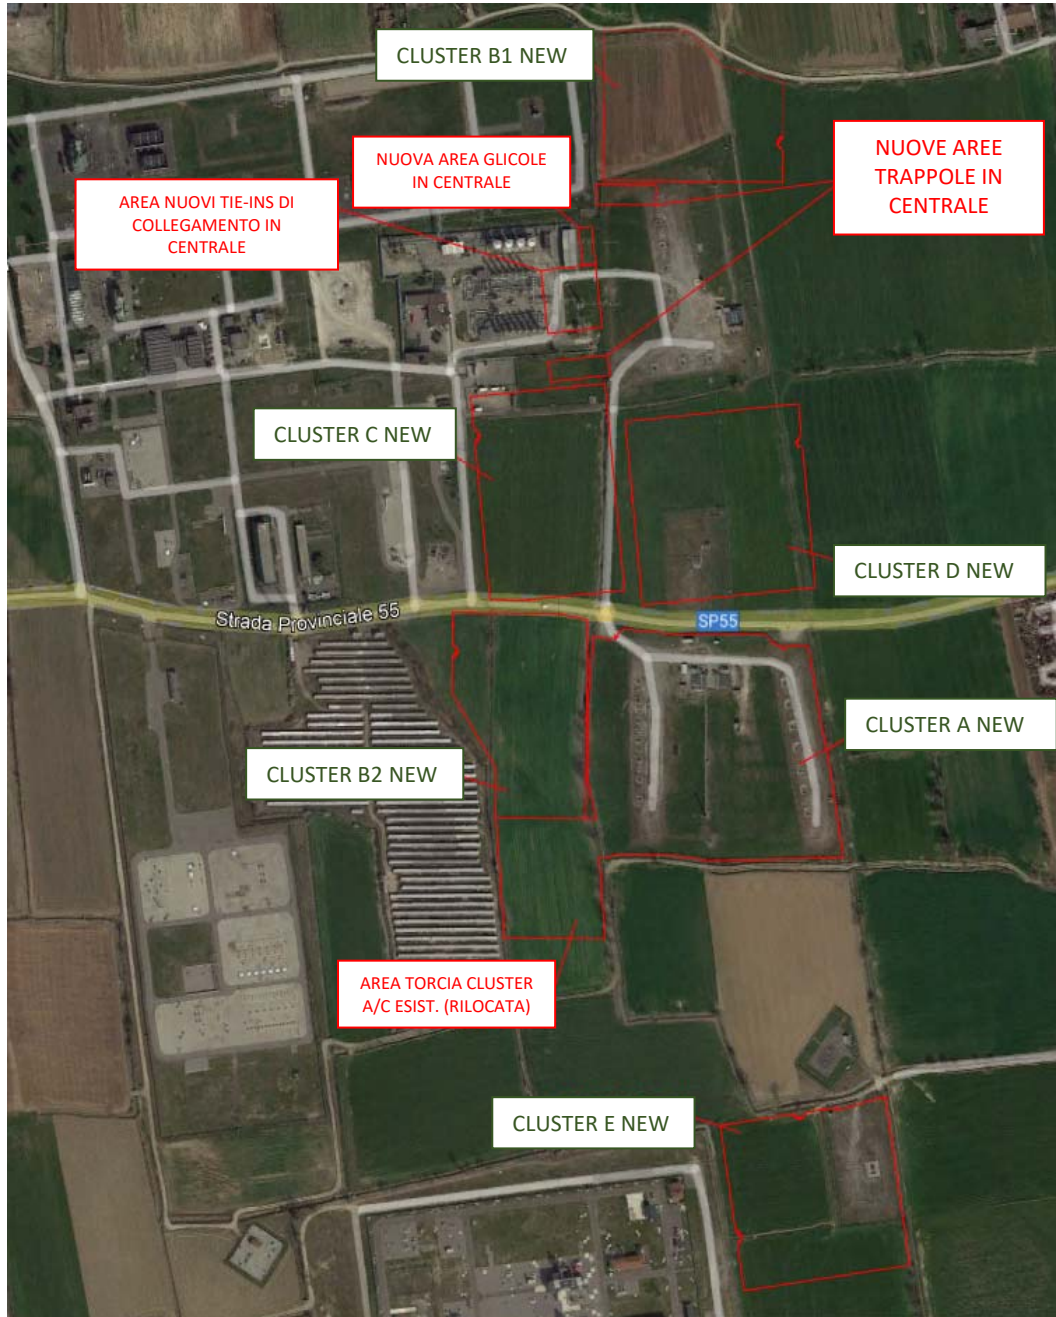 CLUSTER B1 NEW
NUOVA AREA GLICOLE
IN CENTRALE
NUOVE AREE
TRAPPOLE IN
CENTRALE
AREA NUOVI TIE-INS DI
COLLEGAMENTO IN
CENTRALE
CLUSTER C NEW
CLUSTER D NEW
Strada Provinciale 55
SP55
CLUSTER A NEW
CLUSTER B2 NEW
AREA TORCIA CLUSTER
A/C ESIST. (RILOCATA)
CLUSTER E NEW